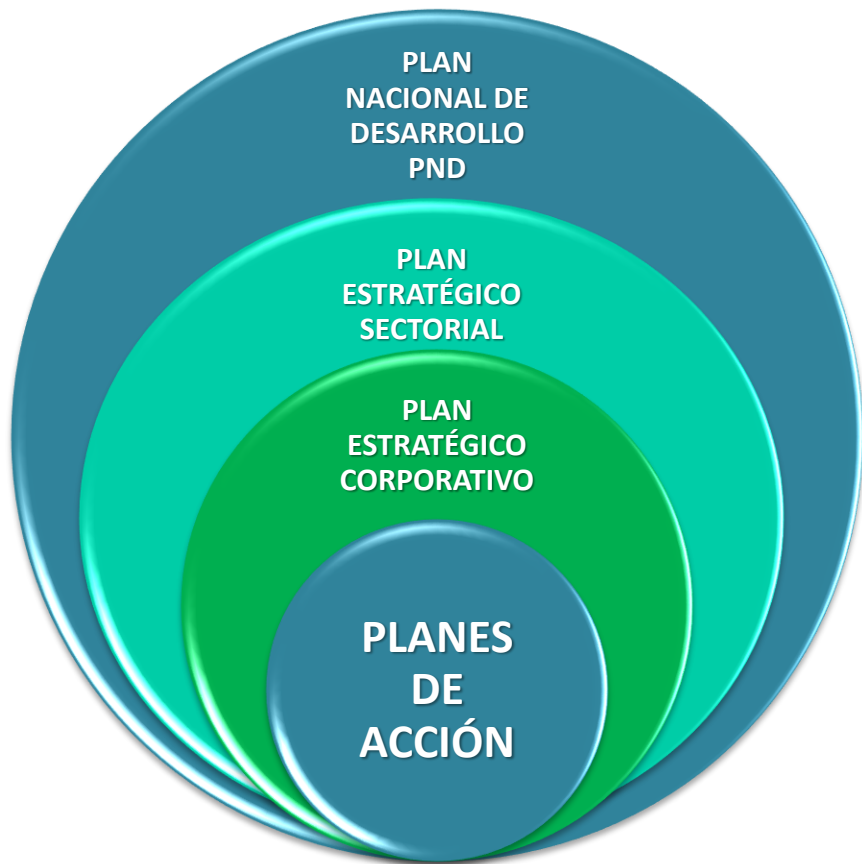 PLAN
NACIONAL DE
DESARROLLO
PND
PLAN
ESTRATÉGICO
SECTORIAL
PLAN
ESTRATÉGICO
CORPORATIVO
PLANES
DE
ACCIÓN